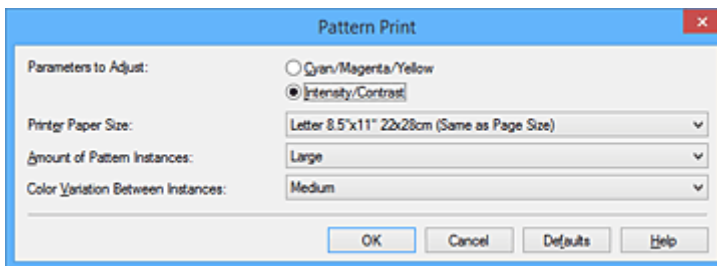 Pattern Print
Parameters to Adjust:
Cyan/Magenta/Yellow
Intensity/Contrast
Printer Paper Size:
Letter 8.5"x11" 22x28cm (Same as Page Size)
Amount of Pattern Instances:
Large
Color Variation Between Instances:
Medium
OK Cancel Defaults Help